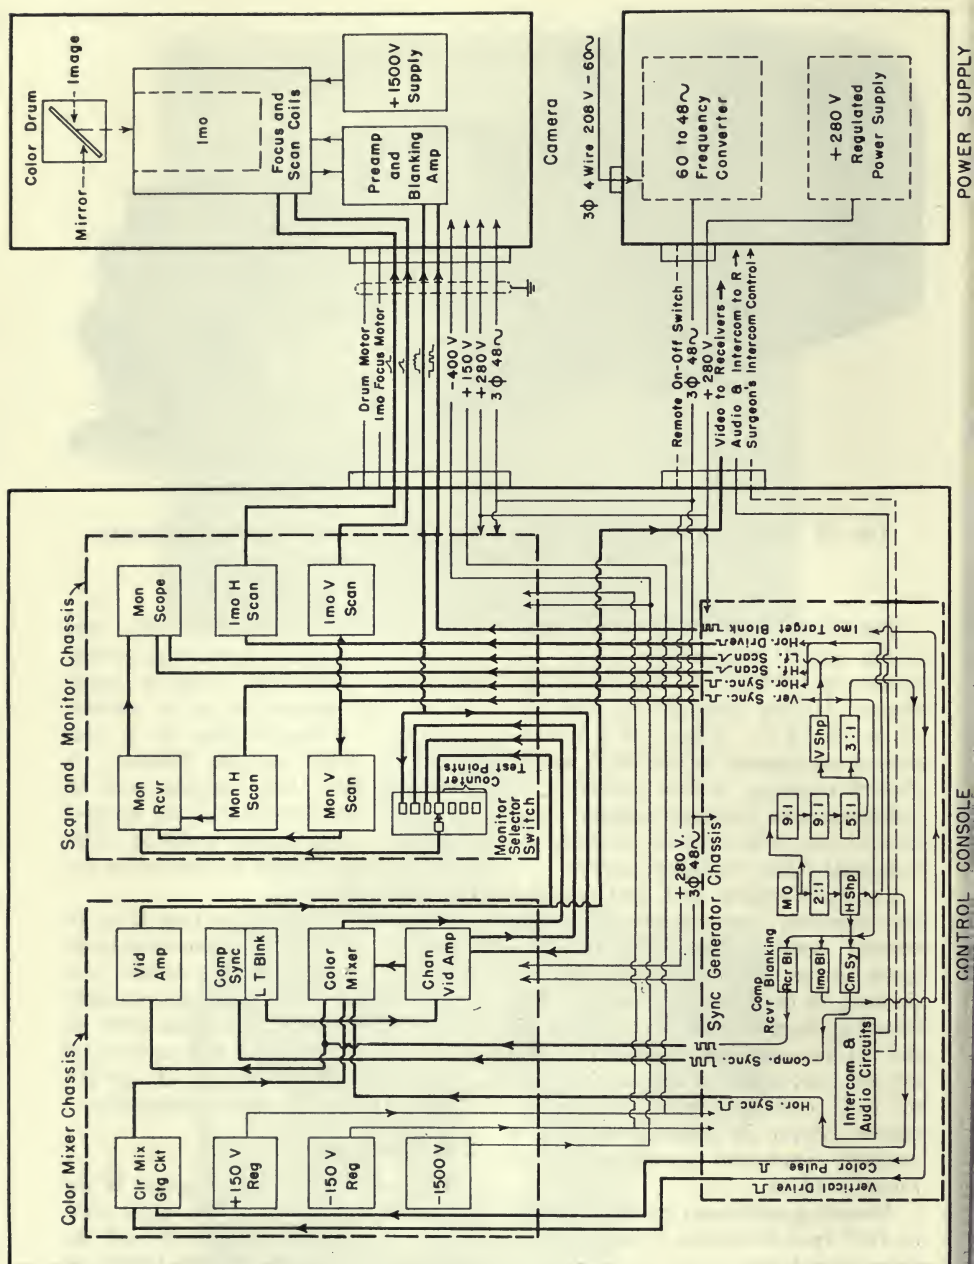 Color Drum
Image
Mirror
Imo
Focus and
Scan Coils
+1500V
Supply
Preamp
and
Blanking
Amp
Camera
3ϕ 4 Wire 208 V - 60~
60 to 48~
Frequency
Converter
+280 V
Regulated
Power Supply
POWER SUPPLY
Drum Motor
Imo Focus Motor
-400 V
+150 V
+280 V
3ϕ 48~
Remote On-Off Switch
3ϕ 48~
+280 V
Video to Receivers
Audio & Intercom to R
Surgeon's Intercom Control
Scan and Monitor Chassis
Mon
Scope
Imo H
Scan
Imo V
Scan
Mon
Rcvr
Mon H
Scan
Mon V
Scan
Counter
Test Points
Monitor
Selector
Switch
Color Mixer Chassis
Vid
Amp
Comp
Sync
L T Blnk
Color
Mixer
Chan
Vid Amp
Clr Mix
Gtg Ckt
+150 V
Reg
-150 V
Reg
-1500 V
+280 V.
3ϕ 48~
Sync Generator Chassis
Imo Target Blank
Hor. Drive
Lf. Scan
Hf. Scan
Hor. Sync.
Ver. Sync.
V Shp
3:1
9:1
9:1
5:1
MO
2:1
H Shp
Comp
Rcvr Blanking
Rcr Bl
Imo Bl
Cm Sy
Comp. Sync.
Hor. Sync
Intercom &
Audio Circuits
Color Pulse
Vertical Drive
CONTROL CONSOLE